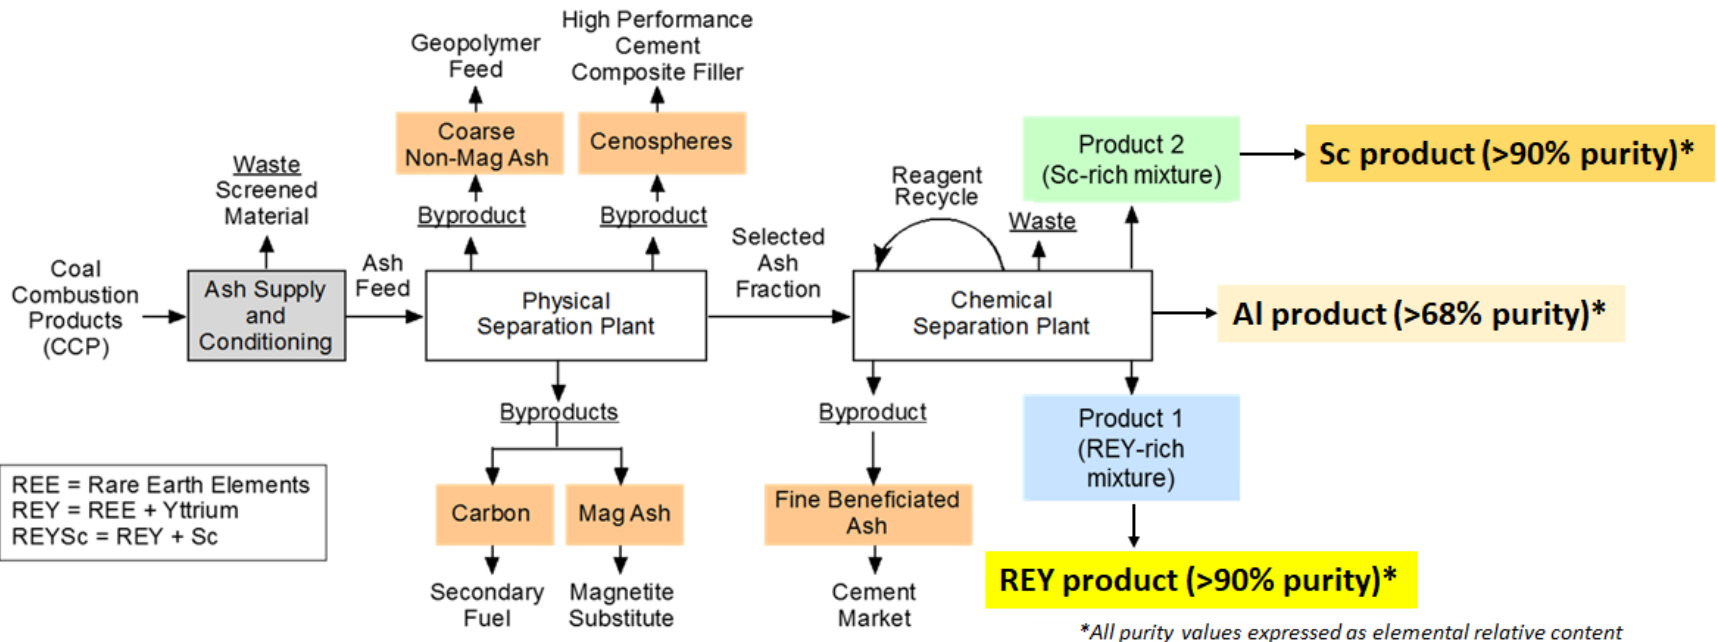 High Performance
Cement
Composite Filler
Geopolymer
Feed
Coarse
Non-Mag Ash
Cenospheres
Product 2
(Sc-rich mixture)
Sc product (>90% purity)*
Waste
Screened
Material
Byproduct
Byproduct
Reagent
Recycle
Waste
Coal
Combustion
Products
(CCP)
Ash Supply
and
Conditioning
Ash
Feed
Physical
Separation Plant
Selected
Ash
Fraction
Chemical
Separation Plant
Al product (>68% purity)*
Byproducts
Byproduct
Product 1
(REY-rich
mixture)
REE = Rare Earth Elements
REY = REE + Yttrium
REYSc = REY + Sc
Carbon
Mag Ash
Fine Beneficiated
Ash
Secondary
Fuel
Magnetite
Substitute
Cement
Market
REY product (>90% purity)*
*All purity values expressed as elemental relative content